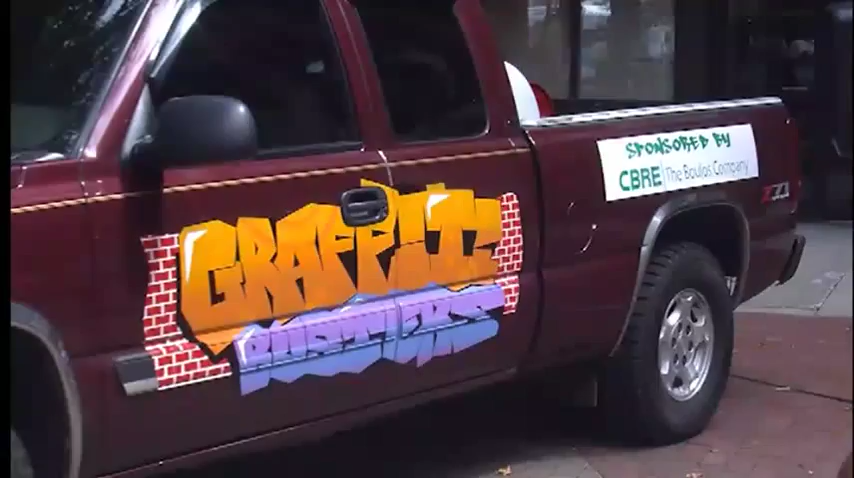 GRAFFITI
BUSTERS
SPONSORED BY
CBRE | The Boulos Company
Z71